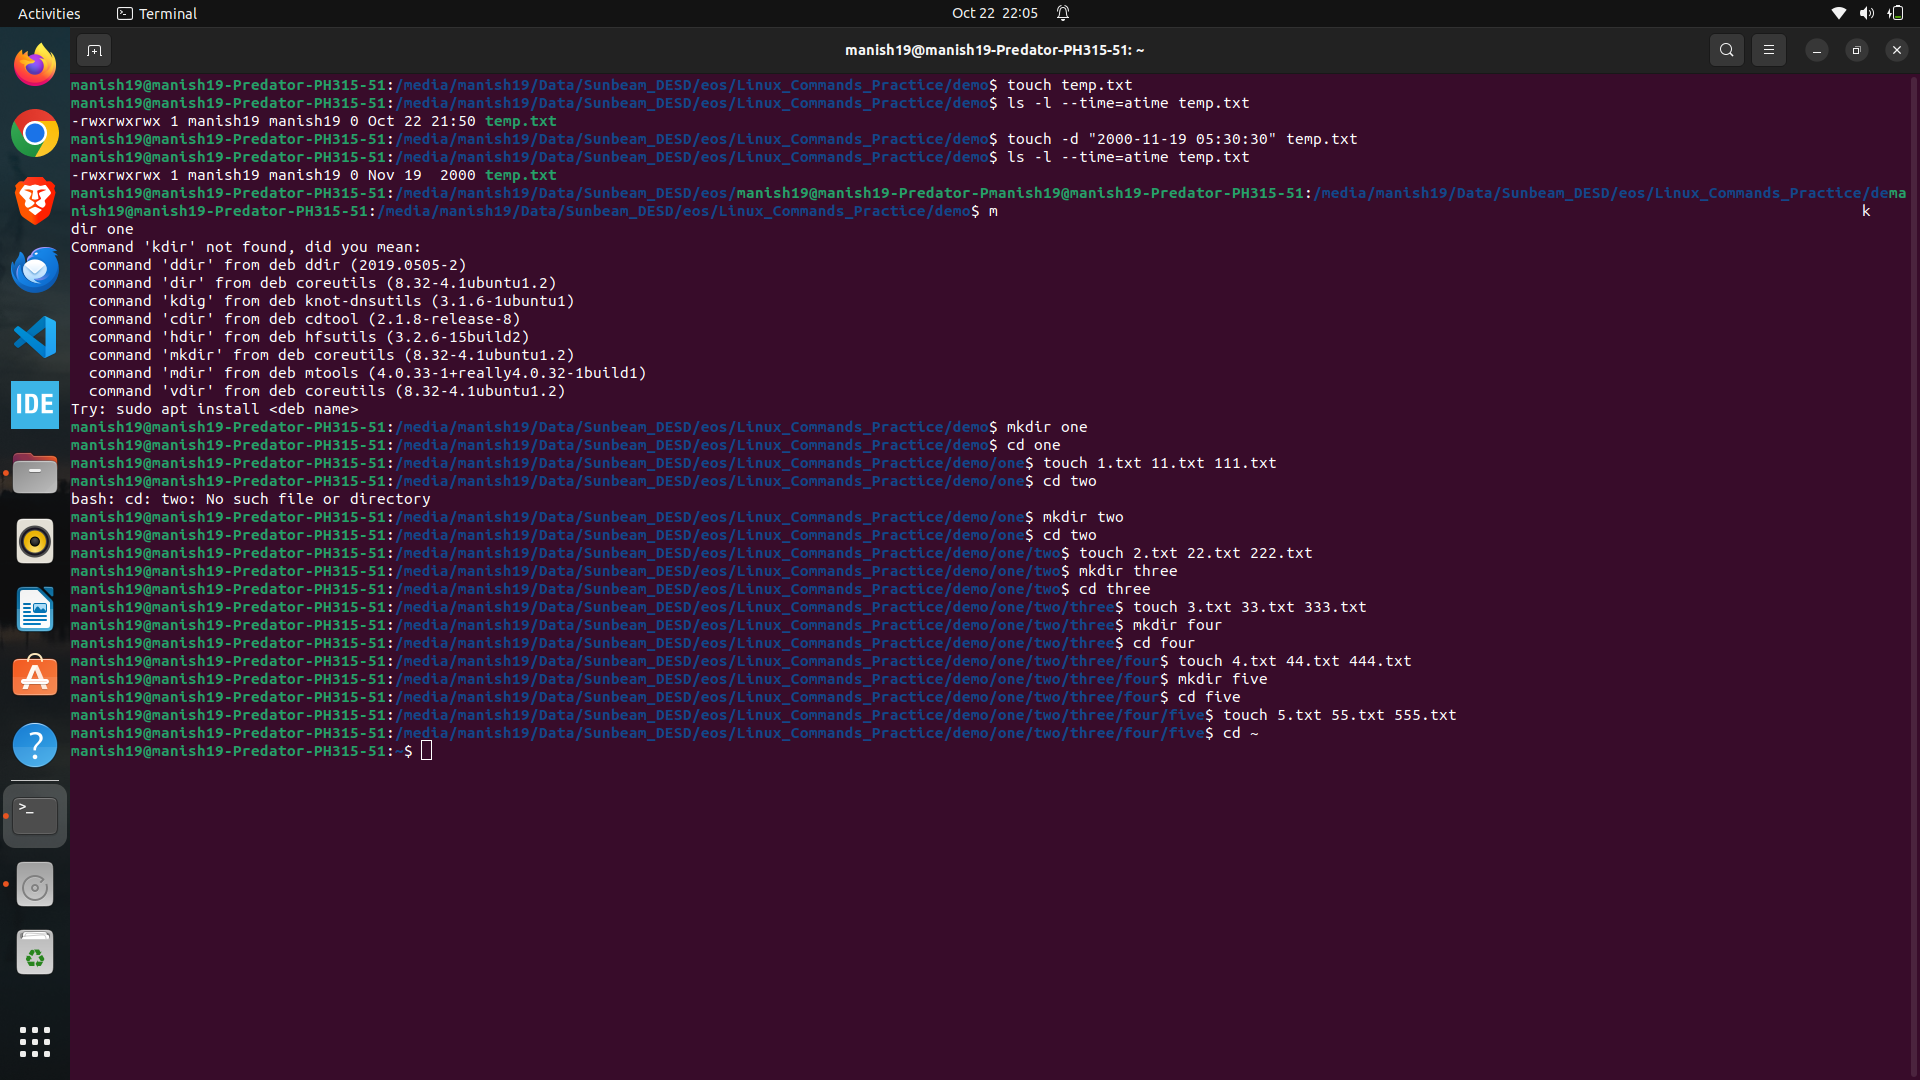 Activities Terminal Oct 22 22:05
manish19@manish19-Predator-PH315-51: ~
manish19@manish19-Predator-PH315-51:/media/manish19/Data/Sunbeam_DESD/eos/Linux_Commands_Practice/demo$ touch temp.txt
manish19@manish19-Predator-PH315-51:/media/manish19/Data/Sunbeam_DESD/eos/Linux_Commands_Practice/demo$ ls -l --time=atime temp.txt
-rwxrwxrwx 1 manish19 manish19 0 Oct 22 21:50 temp.txt
manish19@manish19-Predator-PH315-51:/media/manish19/Data/Sunbeam_DESD/eos/Linux_Commands_Practice/demo$ touch -d "2000-11-19 05:30:30" temp.txt
manish19@manish19-Predator-PH315-51:/media/manish19/Data/Sunbeam_DESD/eos/Linux_Commands_Practice/demo$ ls -l --time=atime temp.txt
-rwxrwxrwx 1 manish19 manish19 0 Nov 19  2000 temp.txt
manish19@manish19-Predator-PH315-51:/media/manish19/Data/Sunbeam_DESD/eos/manish19@manish19-Predator-Pmanish19@manish19-Predator-PH315-51:/media/manish19/Data/Sunbeam_DESD/eos/Linux_Commands_Practice/dema
nish19@manish19-Predator-PH315-51:/media/manish19/Data/Sunbeam_DESD/eos/Linux_Commands_Practice/demo$ m k
dir one
Command 'kdir' not found, did you mean:
  command 'ddir' from deb ddir (2019.0505-2)
  command 'dir' from deb coreutils (8.32-4.1ubuntu1.2)
  command 'kdig' from deb knot-dnsutils (3.1.6-1ubuntu1)
  command 'cdir' from deb cdtool (2.1.8-release-8)
  command 'hdir' from deb hfsutils (3.2.6-15build2)
  command 'mkdir' from deb coreutils (8.32-4.1ubuntu1.2)
  command 'mdir' from deb mtools (4.0.33-1+really4.0.32-1build1)
  command 'vdir' from deb coreutils (8.32-4.1ubuntu1.2)
Try: sudo apt install <deb name>
manish19@manish19-Predator-PH315-51:/media/manish19/Data/Sunbeam_DESD/eos/Linux_Commands_Practice/demo$ mkdir one
manish19@manish19-Predator-PH315-51:/media/manish19/Data/Sunbeam_DESD/eos/Linux_Commands_Practice/demo$ cd one
manish19@manish19-Predator-PH315-51:/media/manish19/Data/Sunbeam_DESD/eos/Linux_Commands_Practice/demo/one$ touch 1.txt 11.txt 111.txt
manish19@manish19-Predator-PH315-51:/media/manish19/Data/Sunbeam_DESD/eos/Linux_Commands_Practice/demo/one$ cd two
bash: cd: two: No such file or directory
manish19@manish19-Predator-PH315-51:/media/manish19/Data/Sunbeam_DESD/eos/Linux_Commands_Practice/demo/one$ mkdir two
manish19@manish19-Predator-PH315-51:/media/manish19/Data/Sunbeam_DESD/eos/Linux_Commands_Practice/demo/one$ cd two
manish19@manish19-Predator-PH315-51:/media/manish19/Data/Sunbeam_DESD/eos/Linux_Commands_Practice/demo/one/two$ touch 2.txt 22.txt 222.txt
manish19@manish19-Predator-PH315-51:/media/manish19/Data/Sunbeam_DESD/eos/Linux_Commands_Practice/demo/one/two$ mkdir three
manish19@manish19-Predator-PH315-51:/media/manish19/Data/Sunbeam_DESD/eos/Linux_Commands_Practice/demo/one/two$ cd three
manish19@manish19-Predator-PH315-51:/media/manish19/Data/Sunbeam_DESD/eos/Linux_Commands_Practice/demo/one/two/three$ touch 3.txt 33.txt 333.txt
manish19@manish19-Predator-PH315-51:/media/manish19/Data/Sunbeam_DESD/eos/Linux_Commands_Practice/demo/one/two/three$ mkdir four
manish19@manish19-Predator-PH315-51:/media/manish19/Data/Sunbeam_DESD/eos/Linux_Commands_Practice/demo/one/two/three$ cd four
manish19@manish19-Predator-PH315-51:/media/manish19/Data/Sunbeam_DESD/eos/Linux_Commands_Practice/demo/one/two/three/four$ touch 4.txt 44.txt 444.txt
manish19@manish19-Predator-PH315-51:/media/manish19/Data/Sunbeam_DESD/eos/Linux_Commands_Practice/demo/one/two/three/four$ mkdir five
manish19@manish19-Predator-PH315-51:/media/manish19/Data/Sunbeam_DESD/eos/Linux_Commands_Practice/demo/one/two/three/four$ cd five
manish19@manish19-Predator-PH315-51:/media/manish19/Data/Sunbeam_DESD/eos/Linux_Commands_Practice/demo/one/two/three/four/five$ touch 5.txt 55.txt 555.txt
manish19@manish19-Predator-PH315-51:/media/manish19/Data/Sunbeam_DESD/eos/Linux_Commands_Practice/demo/one/two/three/four/five$ cd ~
manish19@manish19-Predator-PH315-51:~$
IDE